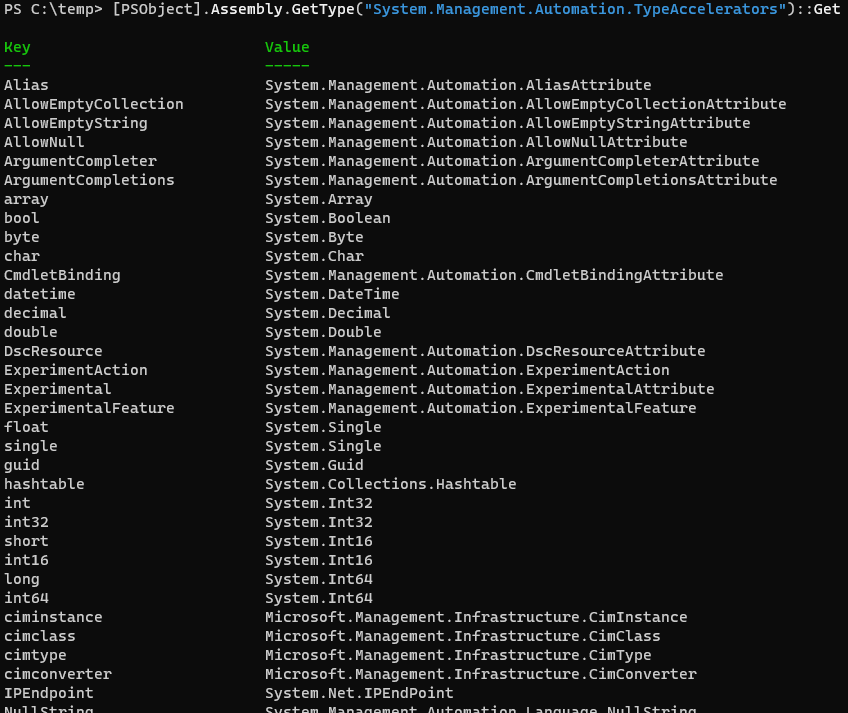 PS C:\temp> [PSObject].Assembly.GetType("System.Management.Automation.TypeAccelerators")::Get
Key Value
--- -----
Alias System.Management.Automation.AliasAttribute
AllowEmptyCollection System.Management.Automation.AllowEmptyCollectionAttribute
AllowEmptyString System.Management.Automation.AllowEmptyStringAttribute
AllowNull System.Management.Automation.AllowNullAttribute
ArgumentCompleter System.Management.Automation.ArgumentCompleterAttribute
ArgumentCompletions System.Management.Automation.ArgumentCompletionsAttribute
array System.Array
bool System.Boolean
byte System.Byte
char System.Char
CmdletBinding System.Management.Automation.CmdletBindingAttribute
datetime System.DateTime
decimal System.Decimal
double System.Double
DscResource System.Management.Automation.DscResourceAttribute
ExperimentAction System.Management.Automation.ExperimentAction
Experimental System.Management.Automation.ExperimentalAttribute
ExperimentalFeature System.Management.Automation.ExperimentalFeature
float System.Single
single System.Single
guid System.Guid
hashtable System.Collections.Hashtable
int System.Int32
int32 System.Int32
short System.Int16
int16 System.Int16
long System.Int64
int64 System.Int64
ciminstance Microsoft.Management.Infrastructure.CimInstance
cimclass Microsoft.Management.Infrastructure.CimClass
cimtype Microsoft.Management.Infrastructure.CimType
cimconverter Microsoft.Management.Infrastructure.CimConverter
IPEndpoint System.Net.IPEndPoint
NullString System.Management.Automation.Language.NullString